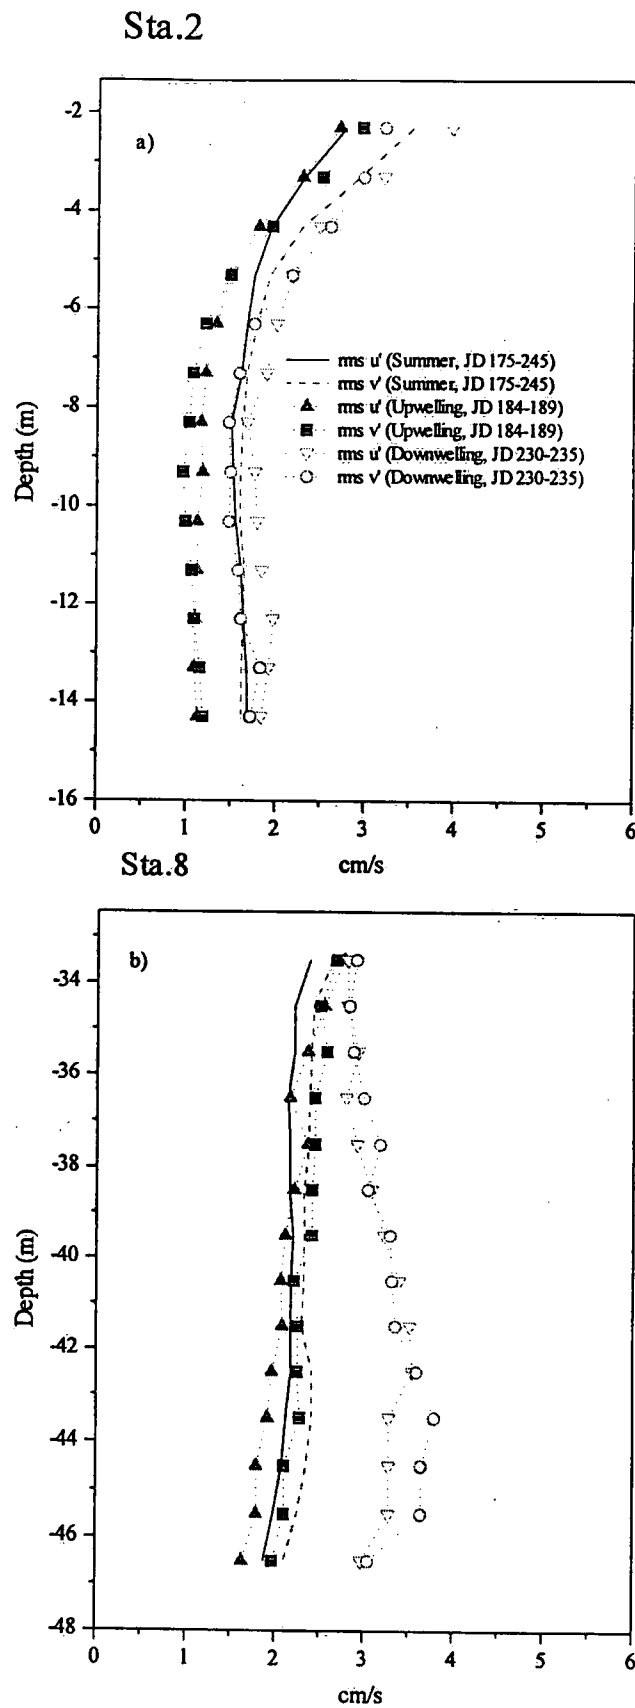 Sta.2
a)
-2
-4
-6
-8
-10
-12
-14
-16
Depth (m)
rms u' (Summer, JD 175-245)
rms v' (Summer, JD 175-245)
rms u' (Upwelling, JD 184-189)
rms v' (Upwelling, JD 184-189)
rms u' (Downwelling, JD 230-235)
rms v' (Downwelling, JD 230-235)
0 1 2 3 4 5 6
cm/s
Sta.8
b)
-34
-36
-38
-40
-42
-44
-46
-48
Depth (m)
0 1 2 3 4 5 6
cm/s